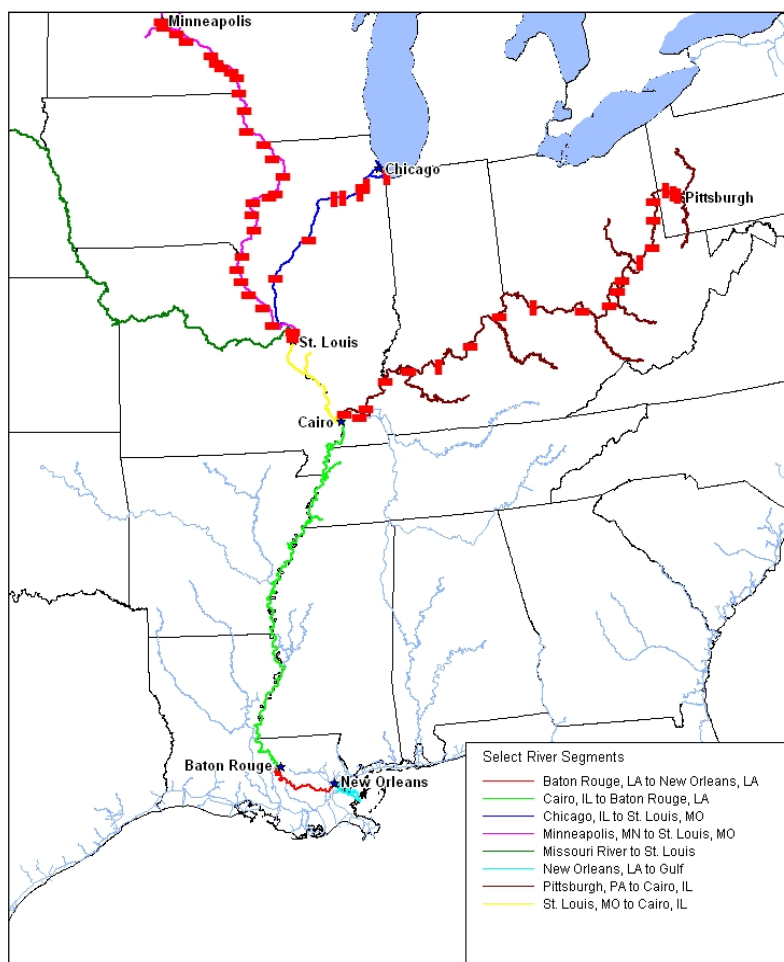 Minneapolis
Chicago
Pittsburgh
St. Louis
Cairo
Baton Rouge
New Orleans
Select River Segments
Baton Rouge, LA to New Orleans, LA
Cairo, IL to Baton Rouge, LA
Chicago, IL to St. Louis, MO
Minneapolis, MN to St. Louis, MO
Missouri River to St. Louis
New Orleans, LA to Gulf
Pittsburgh, PA to Cairo, IL
St. Louis, MO to Cairo, IL